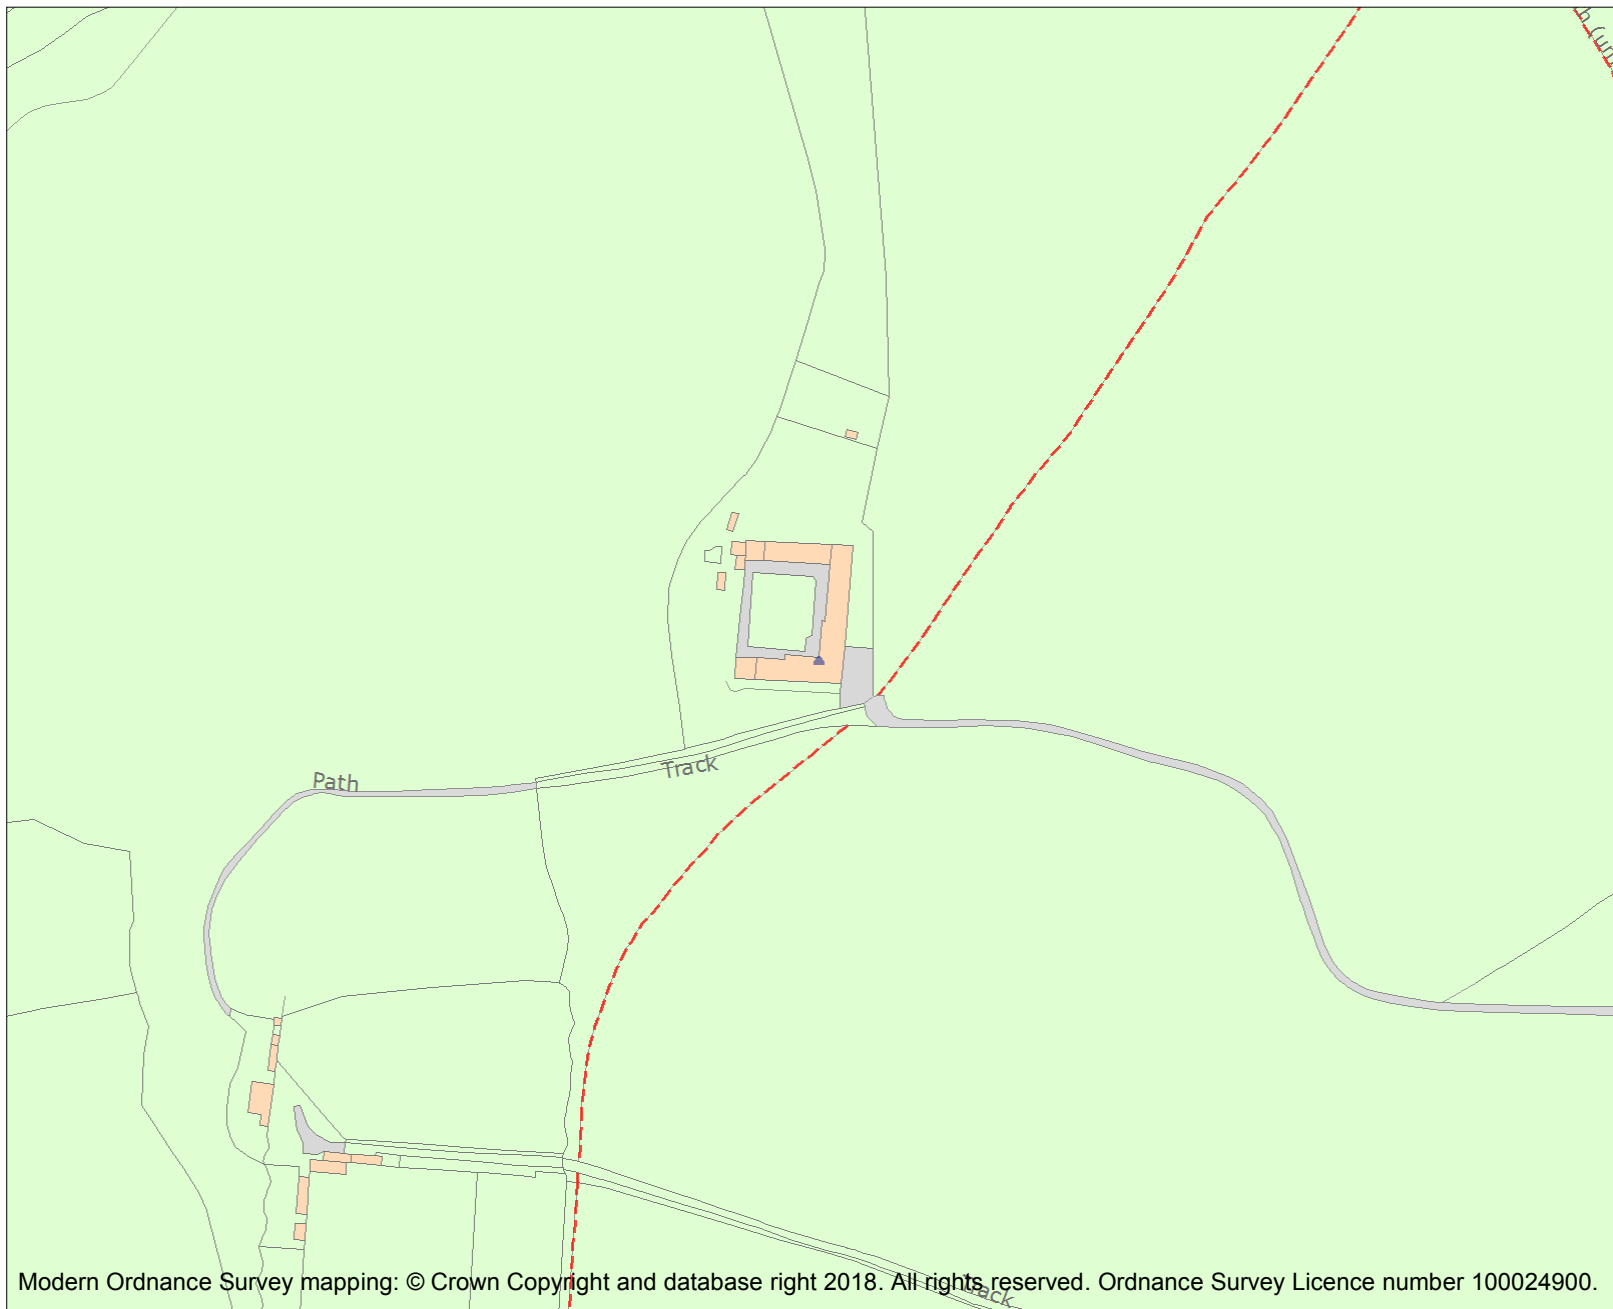 Path
Track
Modern Ordnance Survey mapping: © Crown Copyright and database right 2018. All rights reserved. Ordnance Survey Licence number 100024900.
Track